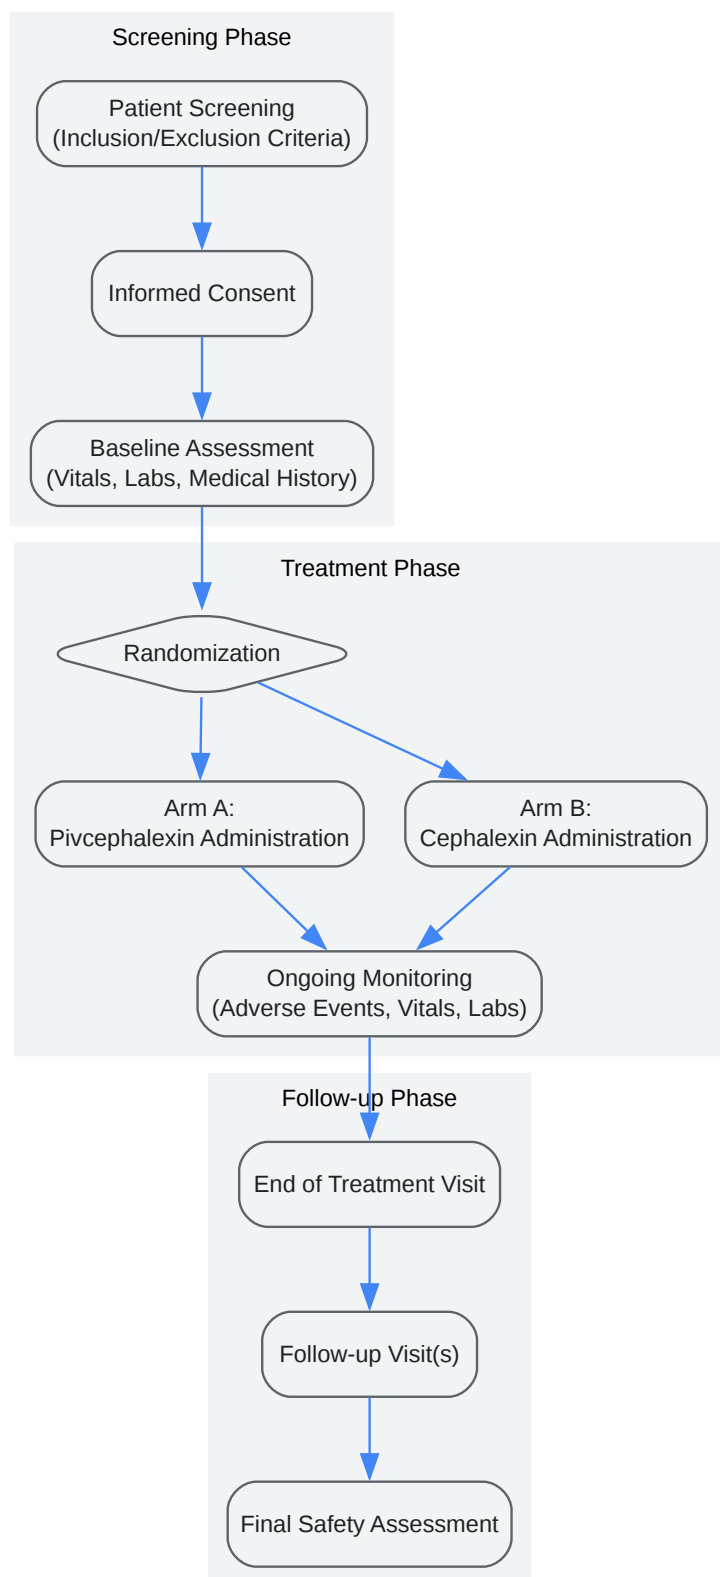 Screening Phase
Patient Screening
(Inclusion/Exclusion Criteria)
Informed Consent
Baseline Assessment
(Vitals, Labs, Medical History)
Treatment Phase
Randomization
Arm A:
Pivcephalexin Administration
Arm B:
Cephalexin Administration
Ongoing Monitoring
(Adverse Events, Vitals, Labs)
Follow-up Phase
End of Treatment Visit
Follow-up Visit(s)
Final Safety Assessment